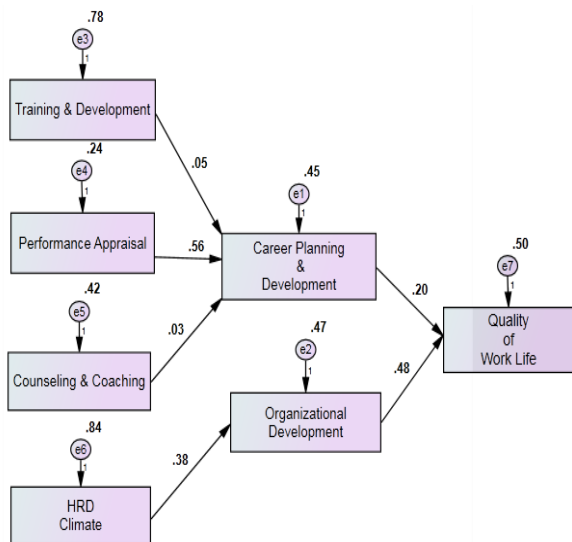 .78
e3
1
Training & Development
.05
.24
e4
1
Performance Appraisal
.56
.45
e1
1
Career Planning
&
Development
.42
e5
1
Counseling & Coaching
.03
.20
.50
e7
1
Quality
of
Work Life
.47
e2
1
Organizational
Development
.48
.84
e6
1
HRD
Climate
.38